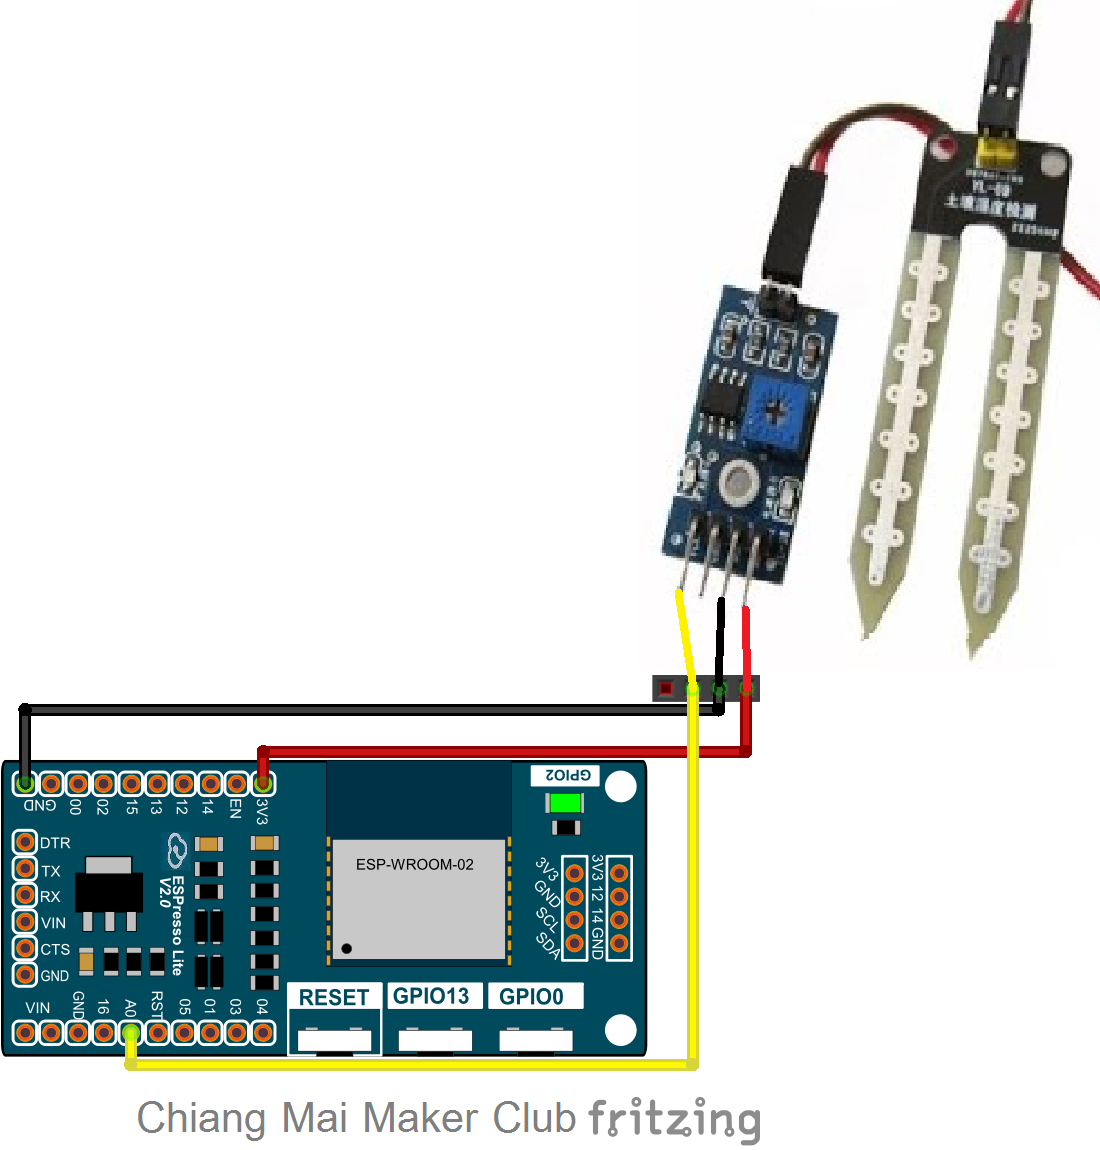 YL-69
土壤湿度检测
GPIO2
GND
00
02
15
13
12
14
EN
3V3
DTR
TX
RX
VIN
CTS
GND
ESPresso Lite
V2.0
ESP-WROOM-02
3V3
GND
SCL
SDA
3V3
12
14
GND
VIN
GND
16
A0
RST
05
01
03
04
RESET
GPIO13
GPIO0
Chiang Mai Maker Club fritzing